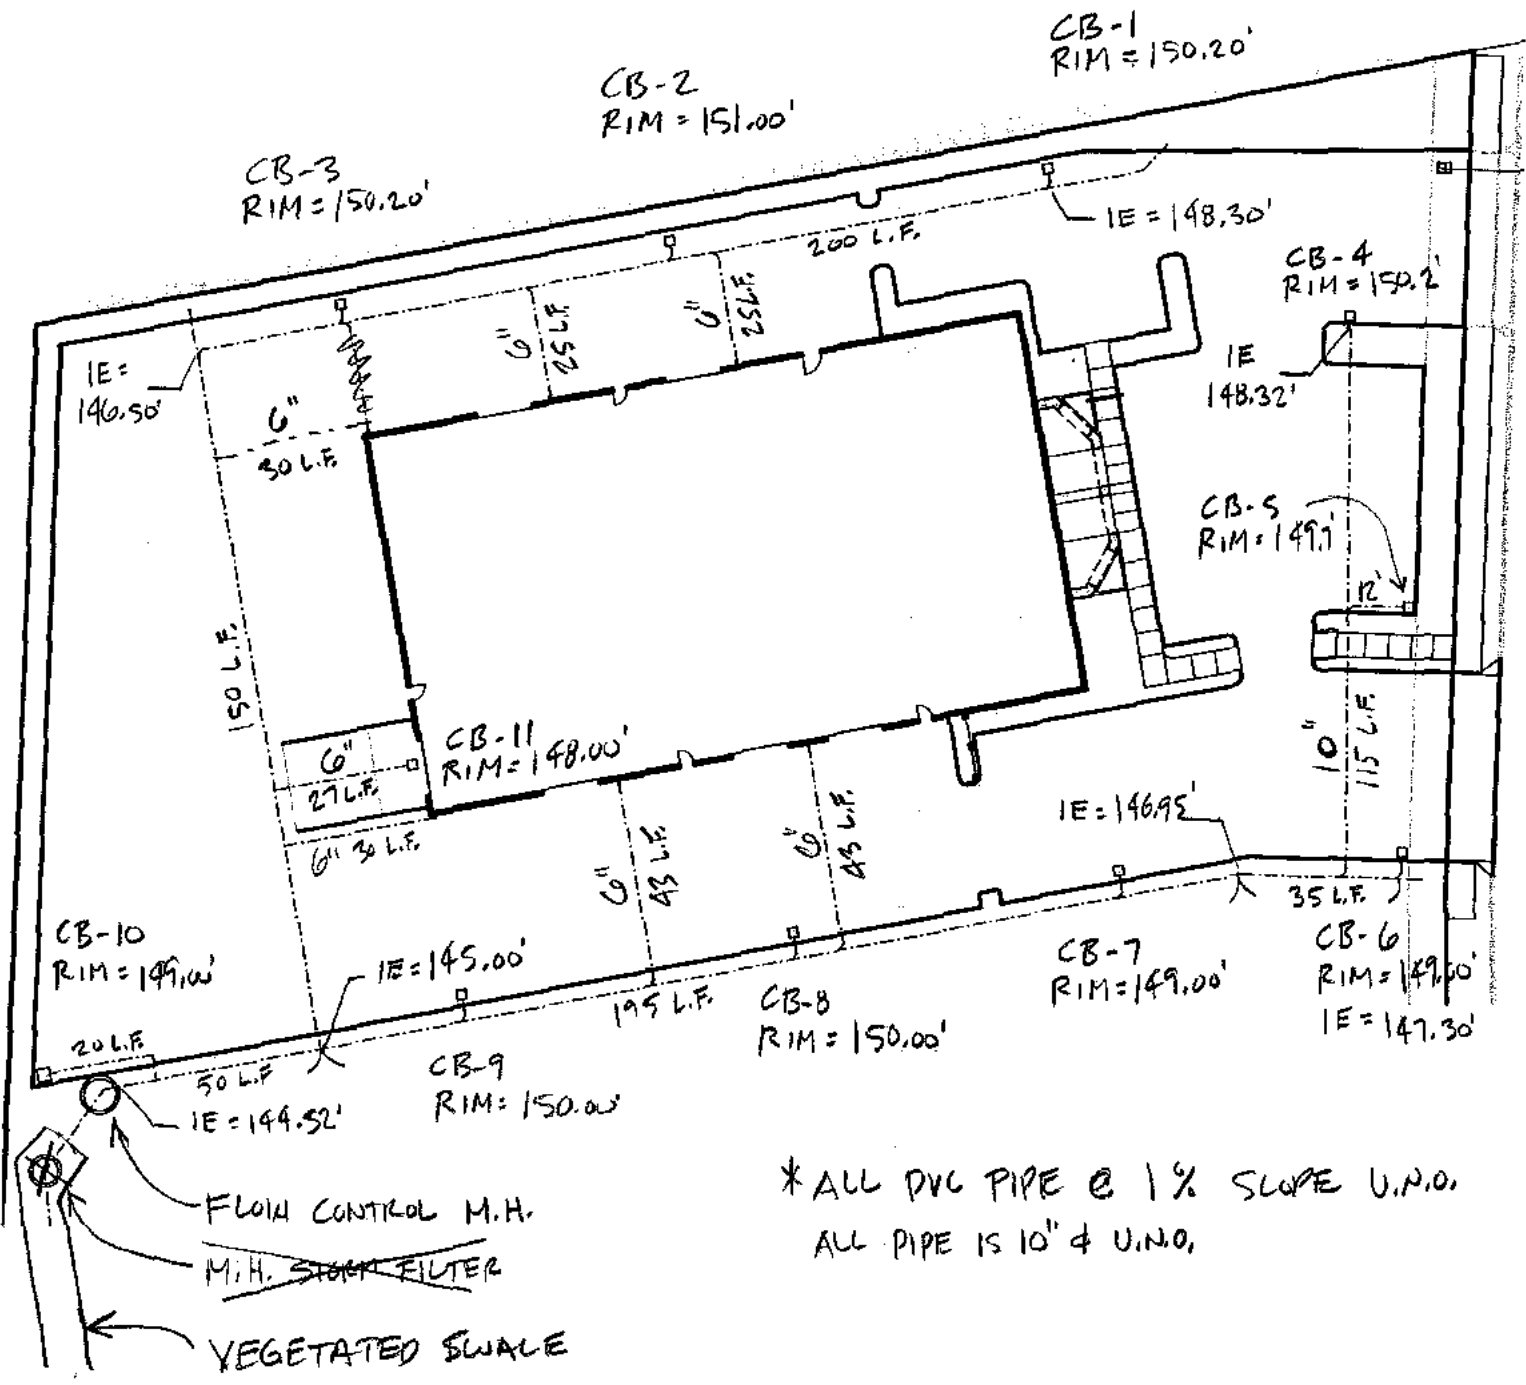 CB-1
RIM = 150.20'
CB-2
RIM = 151.00'
CB-3
RIM = 150.20'
IE = 148.30'
200 L.F.
CB-4
RIM = 150.2'
IE =
146.50'
6"
25 L.F.
6"
25 L.F.
IE
148.32'
6"
30 L.F.
CB-5
RIM = 149.7'
12'
150 L.F.
10"
115 L.F.
CB-11
RIM = 148.00'
6"
27 L.F.
6" 30 L.F.
6"
43 L.F.
6"
43 L.F.
IE = 146.95'
35 L.F.
CB-10
RIM = 149.00'
IE = 145.00'
CB-6
RIM = 149.00'
IE = 147.30'
CB-7
RIM = 149.00'
195 L.F.
CB-8
RIM = 150.00'
20 L.F.
50 L.F.
CB-9
RIM = 150.00'
IE = 144.52'
* ALL PVC PIPE @ 1% SLOPE U.N.O.
ALL PIPE IS 10" ϕ U.N.O.
FLOW CONTROL M.H.
M.H. STORM FILTER
VEGETATED SWALE